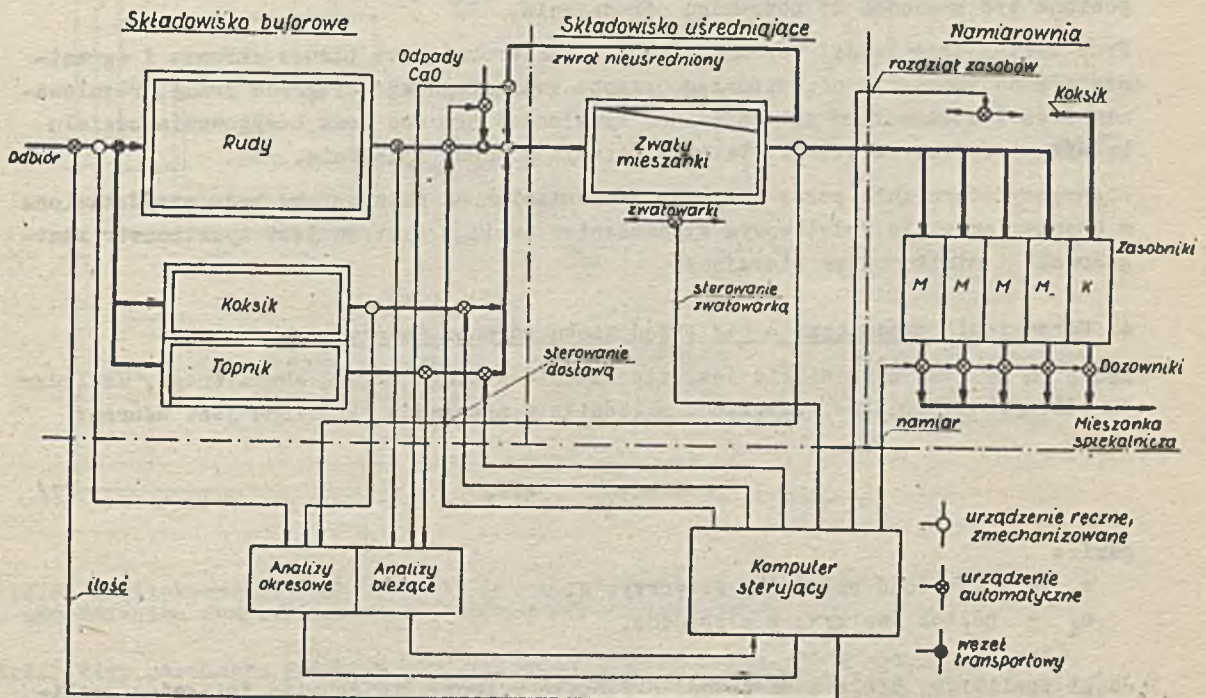 Składowisko buforowe
Składowisko uśredniające
Namiarownia
Odpady
CaO
zwrot nieuśredniony
rozdział zasobów
Koksik
Odbiór
Rudy
Zwały
mieszanki
zwałowarki
Zasobniki
M M M M K
Koksik
Topnik
sterowanie
zwałowarką
sterowanie
dostawą
Dozowniki
namiar
Mieszanka
spiekalnicza
Analizy
okresowe
Analizy
bieżące
Komputer
sterujący
ilość
urządzenie ręczne,
zmechanizowane
urządzenie
automatyczne
węzeł
transportowy